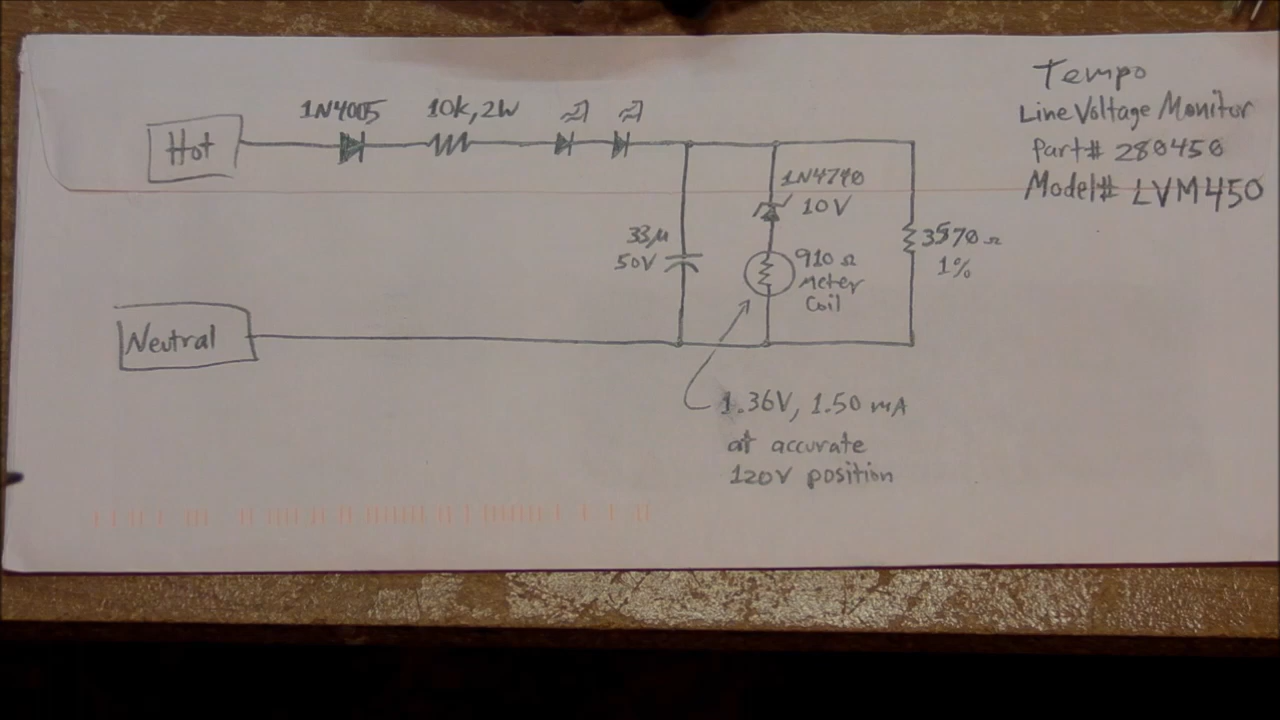 Tempo
Line Voltage Monitor
Part# 280450
Model# LVM450
Hot
1N4005
10k, 2W
1N4740
10V
33µ
50V
910 Ω
Meter
Coil
3570 Ω
1%
Neutral
1.36V, 1.50 mA
at accurate
120V position